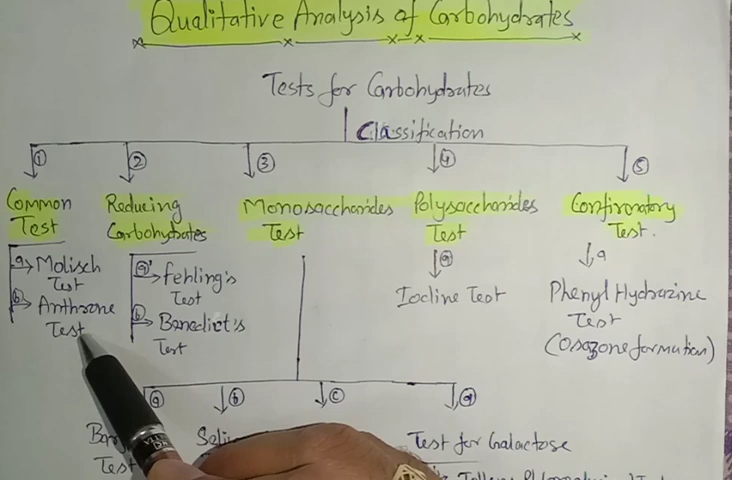 Qualitative Analysis of Carbohydrates
Tests for Carbohydrates
Classification
① ② ③ ④ ⑤
Common Test
Reducing Carbohydrates
Monosaccharides Test
Polysaccharides Test
Confirmatory Test.
a Molisch Test
b Anthrone Test
a Fehling's Test
b Benedict's Test
a
Iodine Test
a
Phenyl Hydrazine Test
(Osazone formation)
a b c d
Test
Test for Galactose